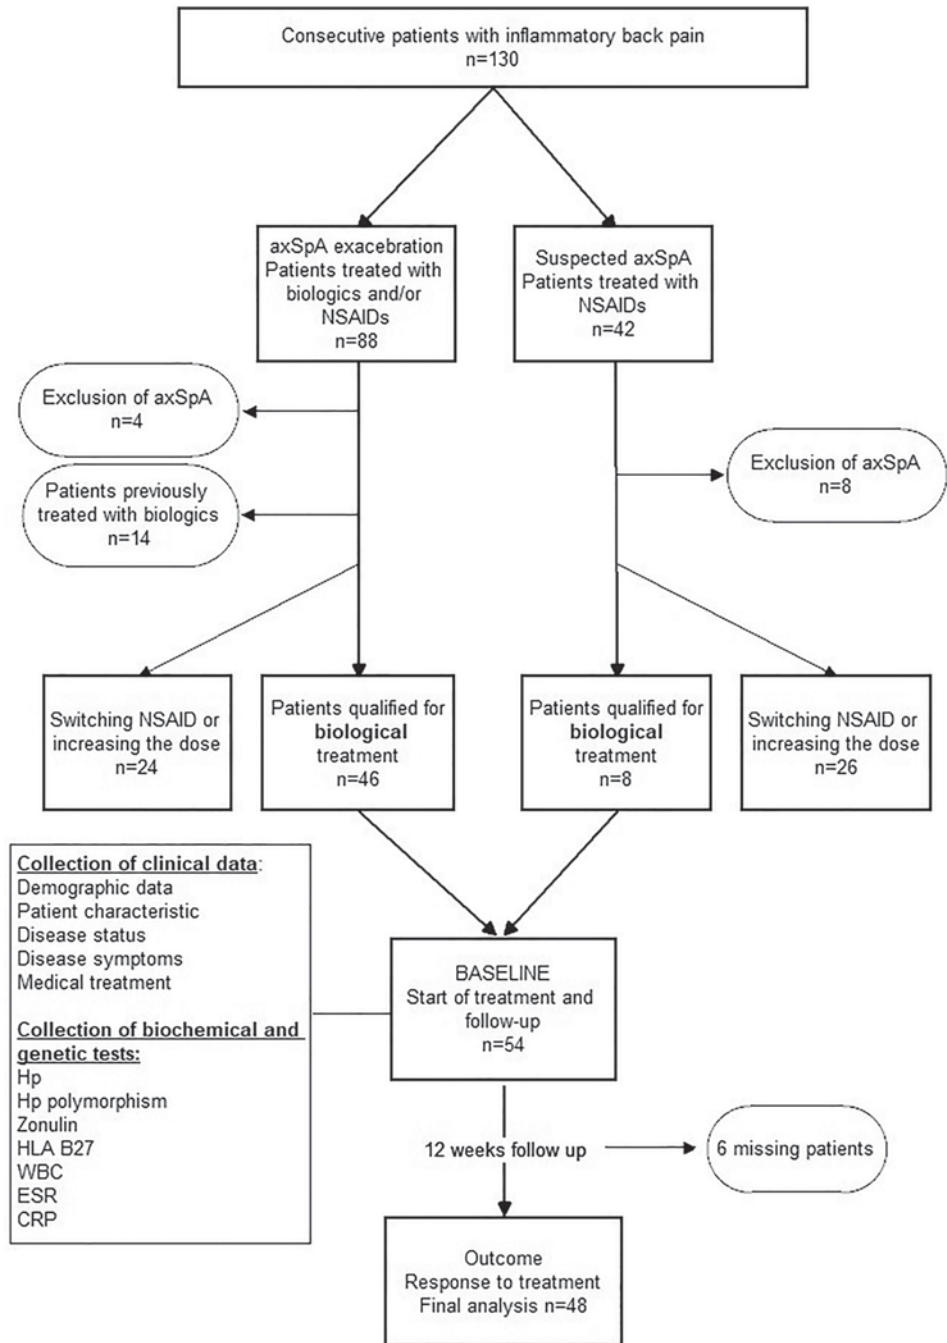 Consecutive patients with inflammatory back pain
n=130
axSpA exacebration
Patients treated with
biologics and/or
NSAIDs
n=88
Suspected axSpA
Patients treated with
NSAIDs
n=42
Exclusion of axSpA
n=4
Patients previously
treated with biologics
n=14
Exclusion of axSpA
n=8
Switching NSAID or
increasing the dose
n=24
Patients qualified for
biological
treatment
n=46
Patients qualified for
biological
treatment
n=8
Switching NSAID or
increasing the dose
n=26
Collection of clinical data:
Demographic data
Patient characteristic
Disease status
Disease symptoms
Medical treatment
Collection of biochemical and
genetic tests:
Hp
Hp polymorphism
Zonulin
HLA B27
WBC
ESR
CRP
BASELINE
Start of treatment and
follow-up
n=54
12 weeks follow up
6 missing patients
Outcome
Response to treatment
Final analysis n=48